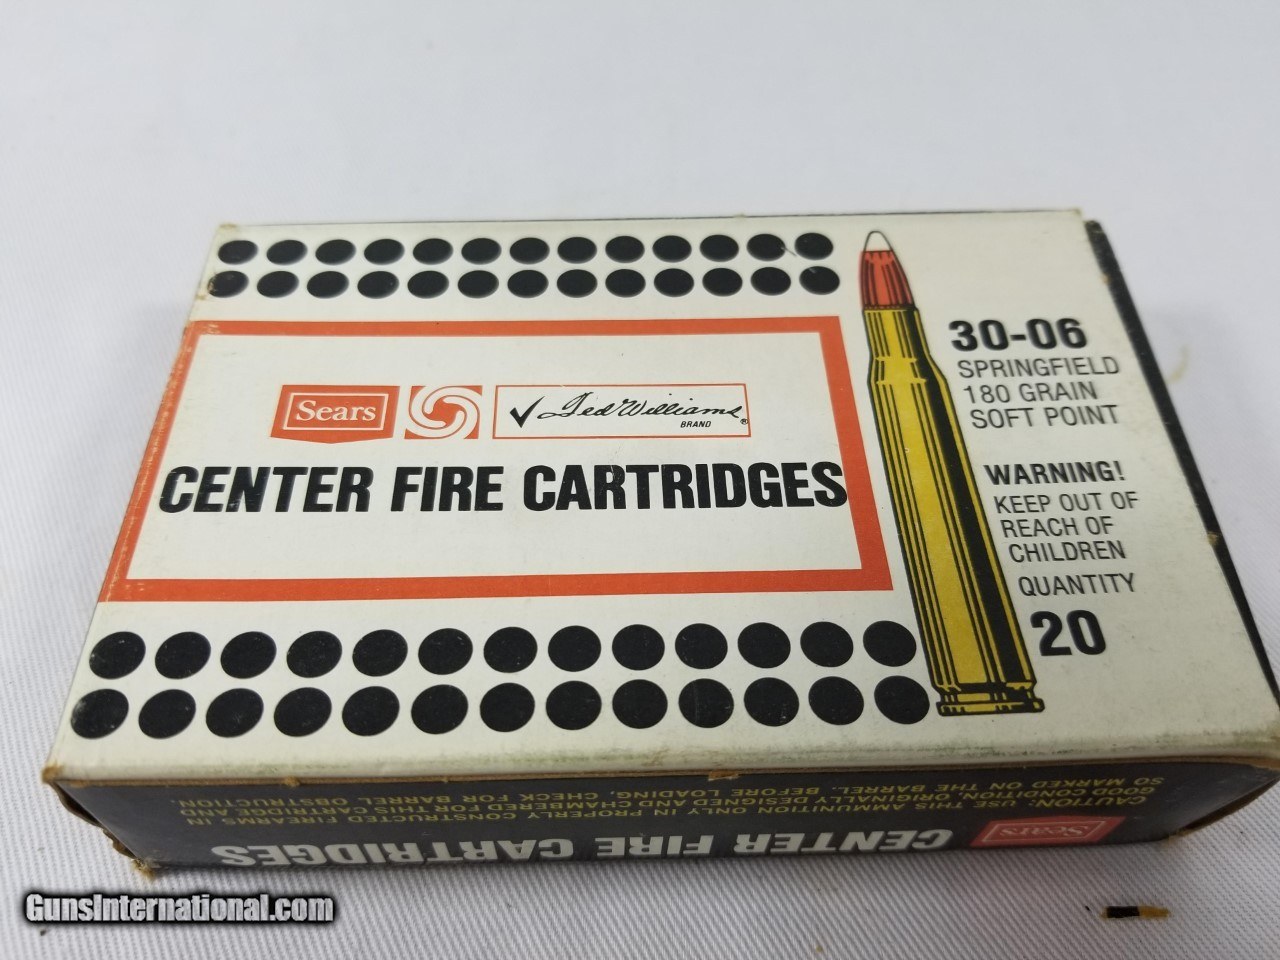 30-06
SPRINGFIELD
180 GRAIN
SOFT POINT
Sears
✓ Ted Williams®
BRAND
CENTER FIRE CARTRIDGES
WARNING!
KEEP OUT OF
REACH OF
CHILDREN
QUANTITY
20
Sears
CENTER FIRE CARTRIDGES
CAUTION: USE THIS AMMUNITION ONLY IN PROPERLY CONSTRUCTED FIREARMS IN
GOOD CONDITION, ORIGINALLY DESIGNED AND CHAMBERED FOR THIS CARTRIDGE AND
SO MARKED ON THE BARREL. BEFORE LOADING, CHECK FOR BARREL OBSTRUCTION.
GunsInternational.com